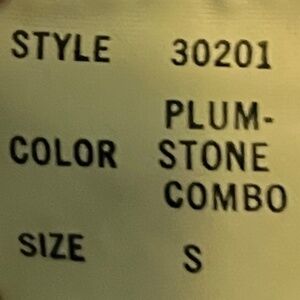 STYLE 30201
PLUM-
COLOR STONE
COMBO
SIZE S